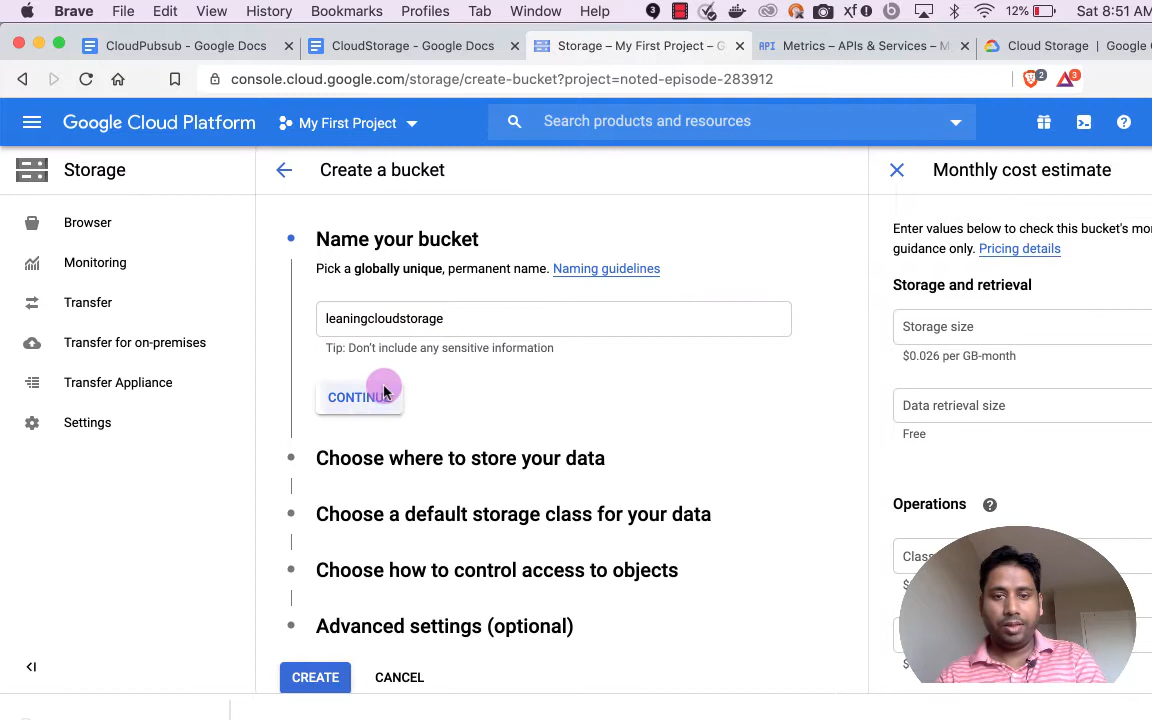 Brave File Edit View History Bookmarks Profiles Tab Window Help 3 xf 12% Sat 8:51 AM
CloudPubsub - Google Docs CloudStorage - Google Docs Storage – My First Project – G API Metrics – APIs & Services – M Cloud Storage | Google
console.cloud.google.com/storage/create-bucket?project=noted-episode-283912 2 3
Google Cloud Platform My First Project Search products and resources
Storage
Create a bucket
Monthly cost estimate
Browser
Monitoring
Transfer
Transfer for on-premises
Transfer Appliance
Settings
Name your bucket
Pick a globally unique, permanent name. Naming guidelines
leaningcloudstorage
Tip: Don't include any sensitive information
CONTINUE
Choose where to store your data
Choose a default storage class for your data
Choose how to control access to objects
Advanced settings (optional)
CREATE CANCEL
Enter values below to check this bucket's mo
guidance only. Pricing details
Storage and retrieval
Storage size
$0.026 per GB-month
Data retrieval size
Free
Operations
Class